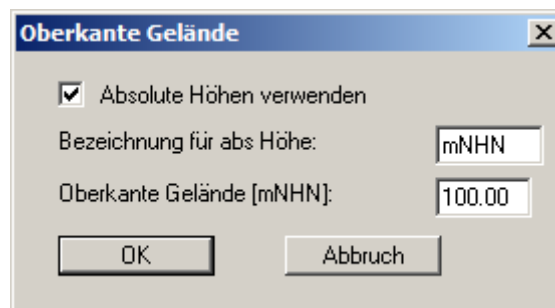 Oberkante Gelände
Absolute Höhen verwenden
Bezeichnung für abs Höhe: mNHN
Oberkante Gelände [mNHN]: 100.00
OK Abbruch